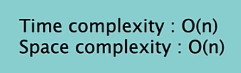 Time complexity : O(n)
Space complexity : O(n)